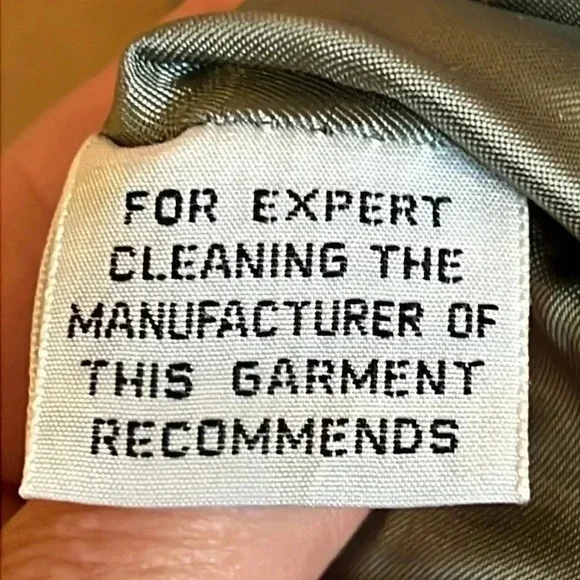 FOR EXPERT
CLEANING THE
MANUFACTURER OF
THIS GARMENT
RECOMMENDS